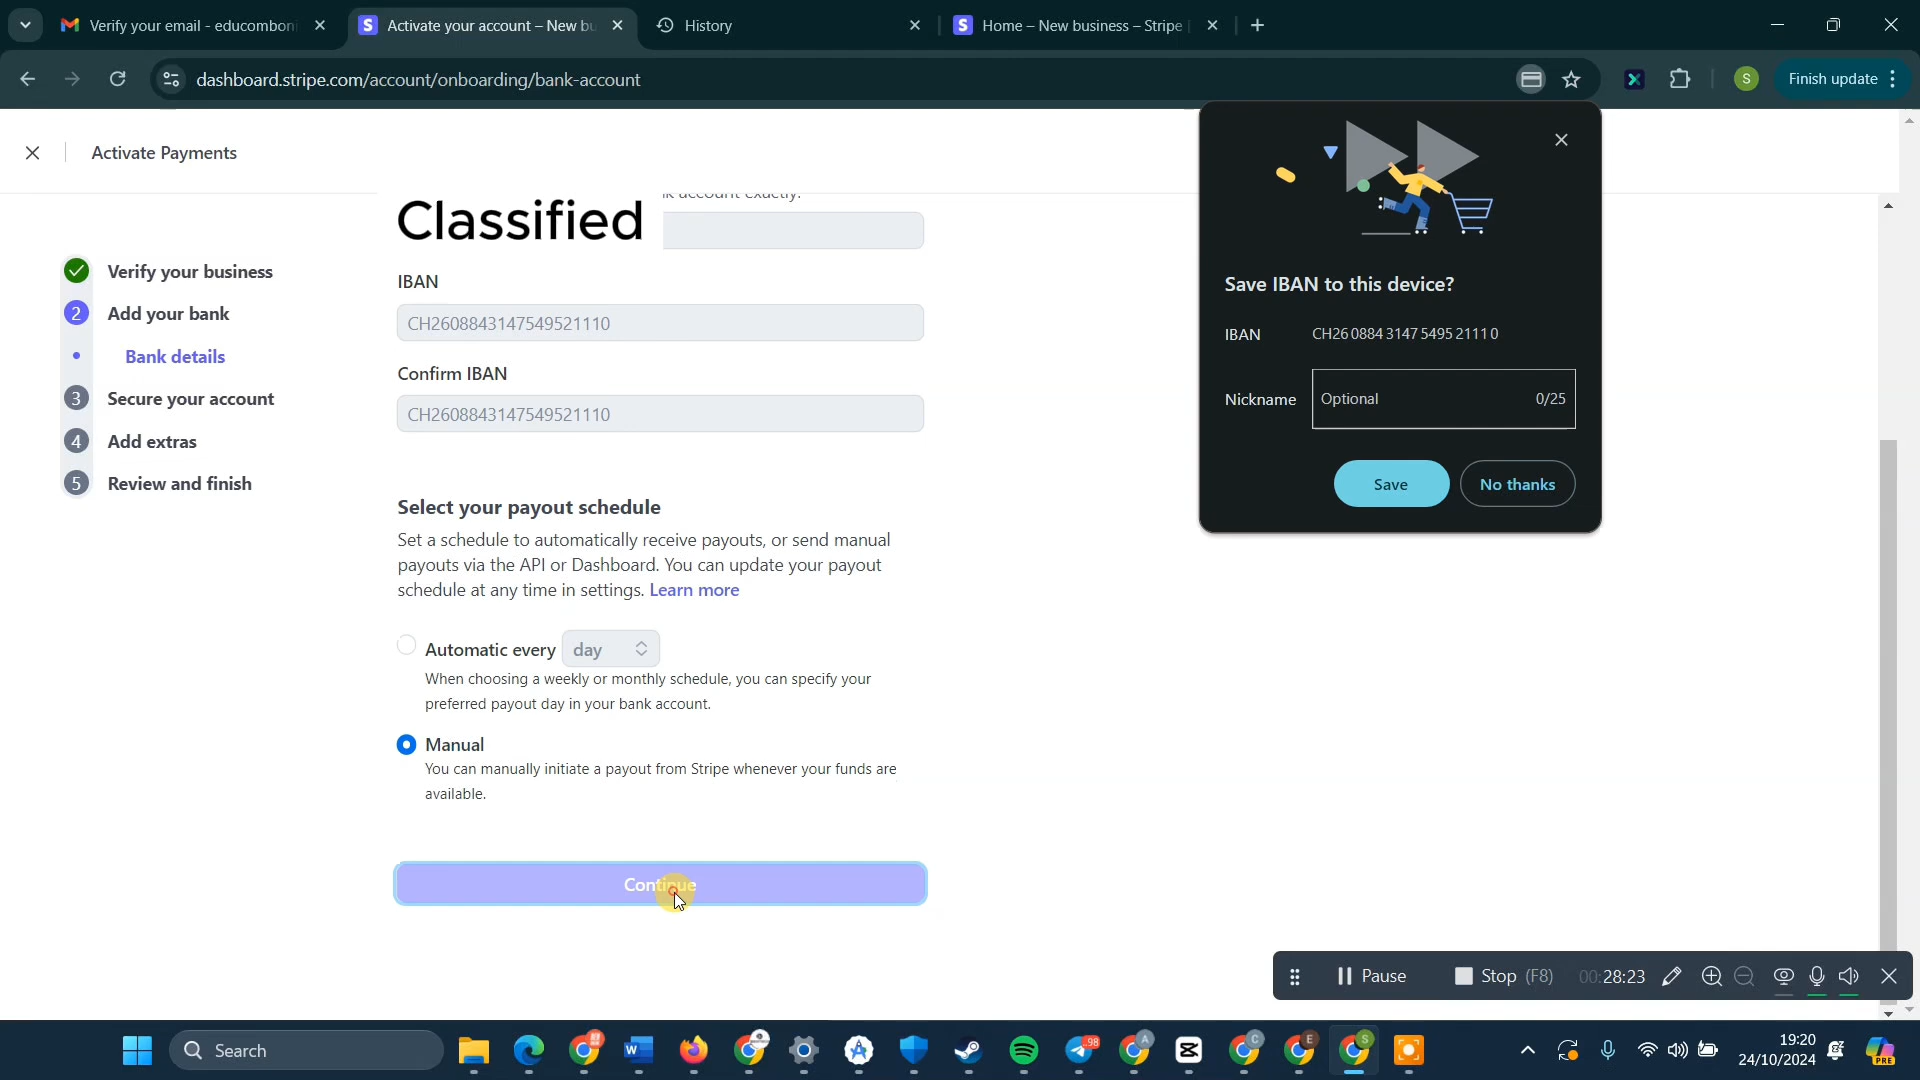 Verify your email - educomboni
Activate your account – New bu
History
Home – New business – Stripe
dashboard.stripe.com/account/onboarding/bank-account
S
Finish update
Activate Payments
Classified
Verify your business
2 Add your bank
Bank details
3 Secure your account
4 Add extras
5 Review and finish
IBAN
CH2608843147549521110
Confirm IBAN
CH2608843147549521110
Select your payout schedule
Set a schedule to automatically receive payouts, or send manual
payouts via the API or Dashboard. You can update your payout
schedule at any time in settings. Learn more
Automatic every day
When choosing a weekly or monthly schedule, you can specify your
preferred payout day in your bank account.
Manual
You can manually initiate a payout from Stripe whenever your funds are
available.
Continue
Save IBAN to this device?
IBAN CH26 0884 3147 5495 2111 0
Nickname Optional 0/25
Save No thanks
Pause Stop (F8) 00:28:23
Search
19:20
24/10/2024